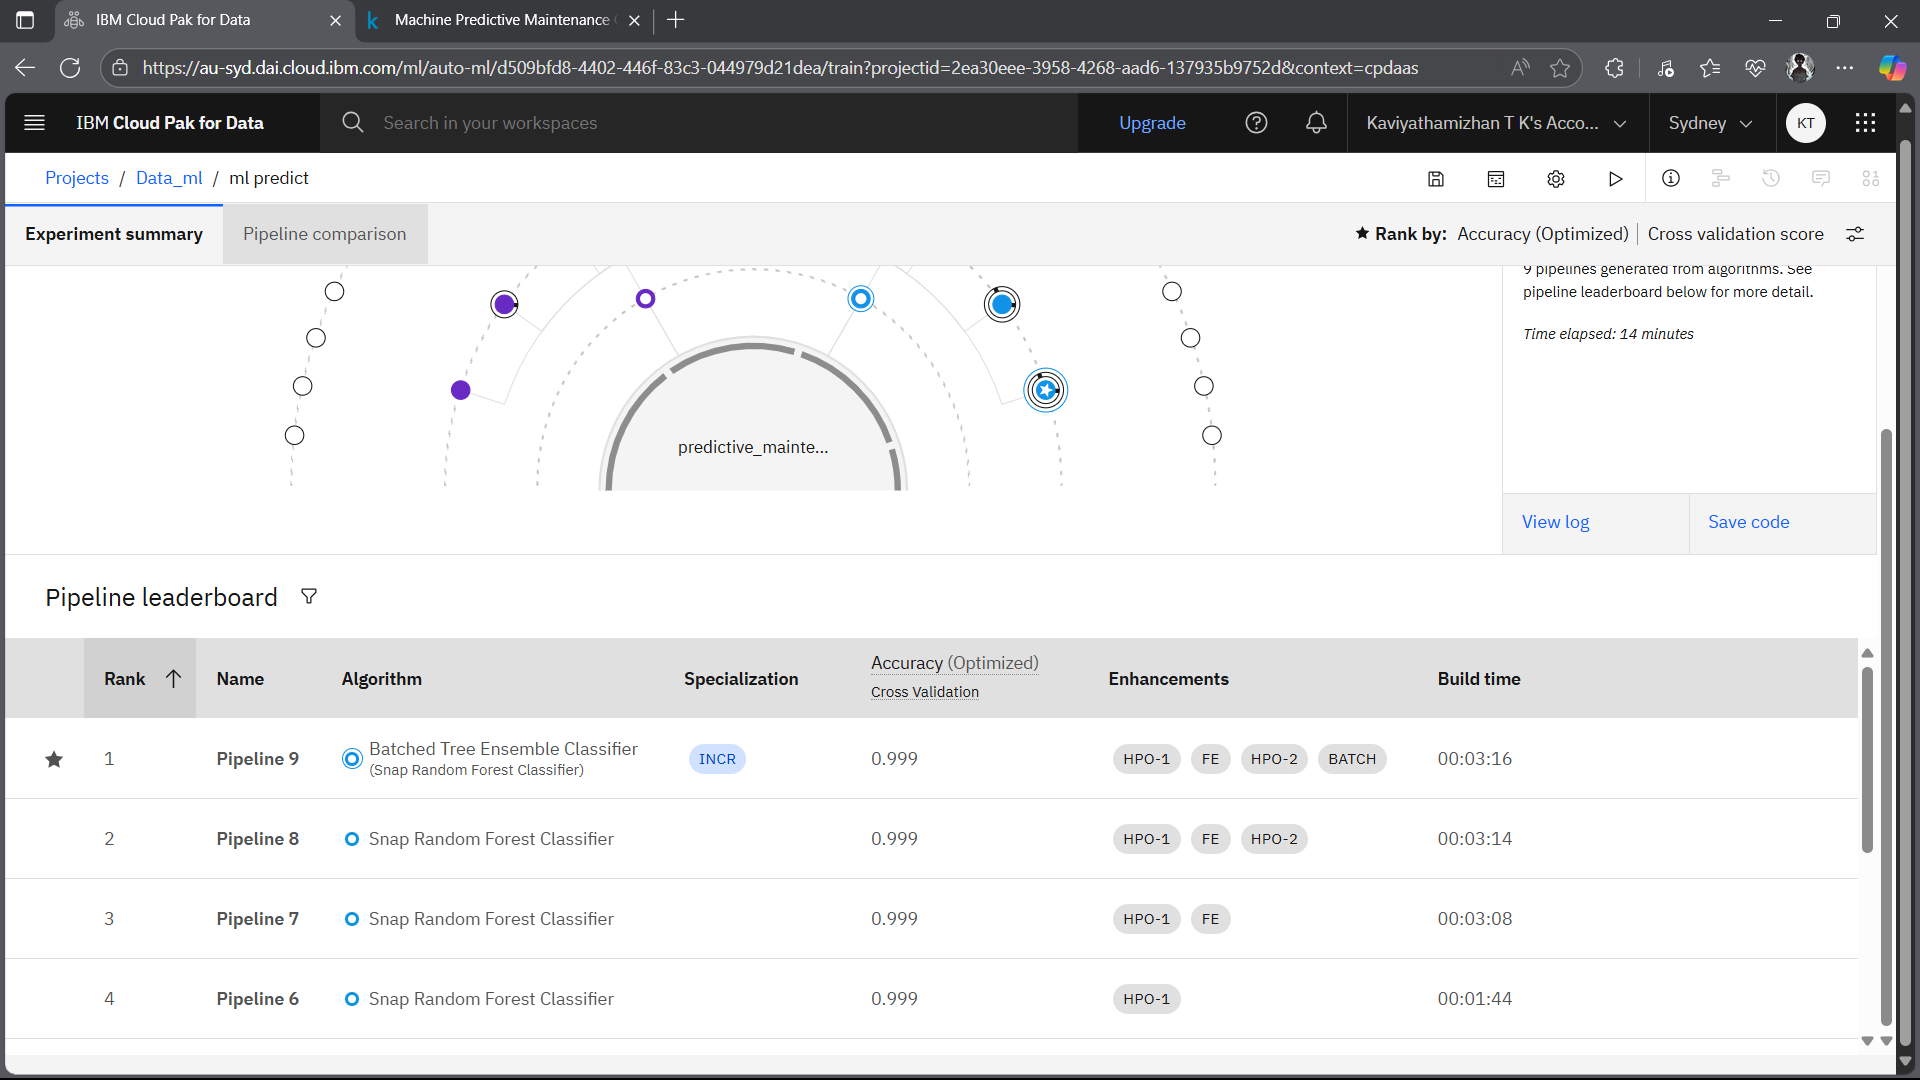 IBM Cloud Pak for Data
Machine Predictive Maintenance
https://au-syd.dai.cloud.ibm.com/ml/auto-ml/d509bfd8-4402-446f-83c3-044979d21dea/train?projectid=2ea30eee-3958-4268-aad6-137935b9752d&context=cpdaas
IBM Cloud Pak for Data
Search in your workspaces
Upgrade
Kaviyathamizhan T K's Acco...
Sydney
KT
Projects / Data_ml / ml predict
Experiment summary
Pipeline comparison
Rank by: Accuracy (Optimized) | Cross validation score
9 pipelines generated from algorithms. See
pipeline leaderboard below for more detail.
Time elapsed: 14 minutes
predictive_mainte...
View log
Save code
Pipeline leaderboard
Rank Name Algorithm Specialization Accuracy (Optimized) Enhancements Build time
Cross Validation
1 Pipeline 9 Batched Tree Ensemble Classifier INCR 0.999 HPO-1 FE HPO-2 BATCH 00:03:16
(Snap Random Forest Classifier)
2 Pipeline 8 Snap Random Forest Classifier 0.999 HPO-1 FE HPO-2 00:03:14
3 Pipeline 7 Snap Random Forest Classifier 0.999 HPO-1 FE 00:03:08
4 Pipeline 6 Snap Random Forest Classifier 0.999 HPO-1 00:01:44